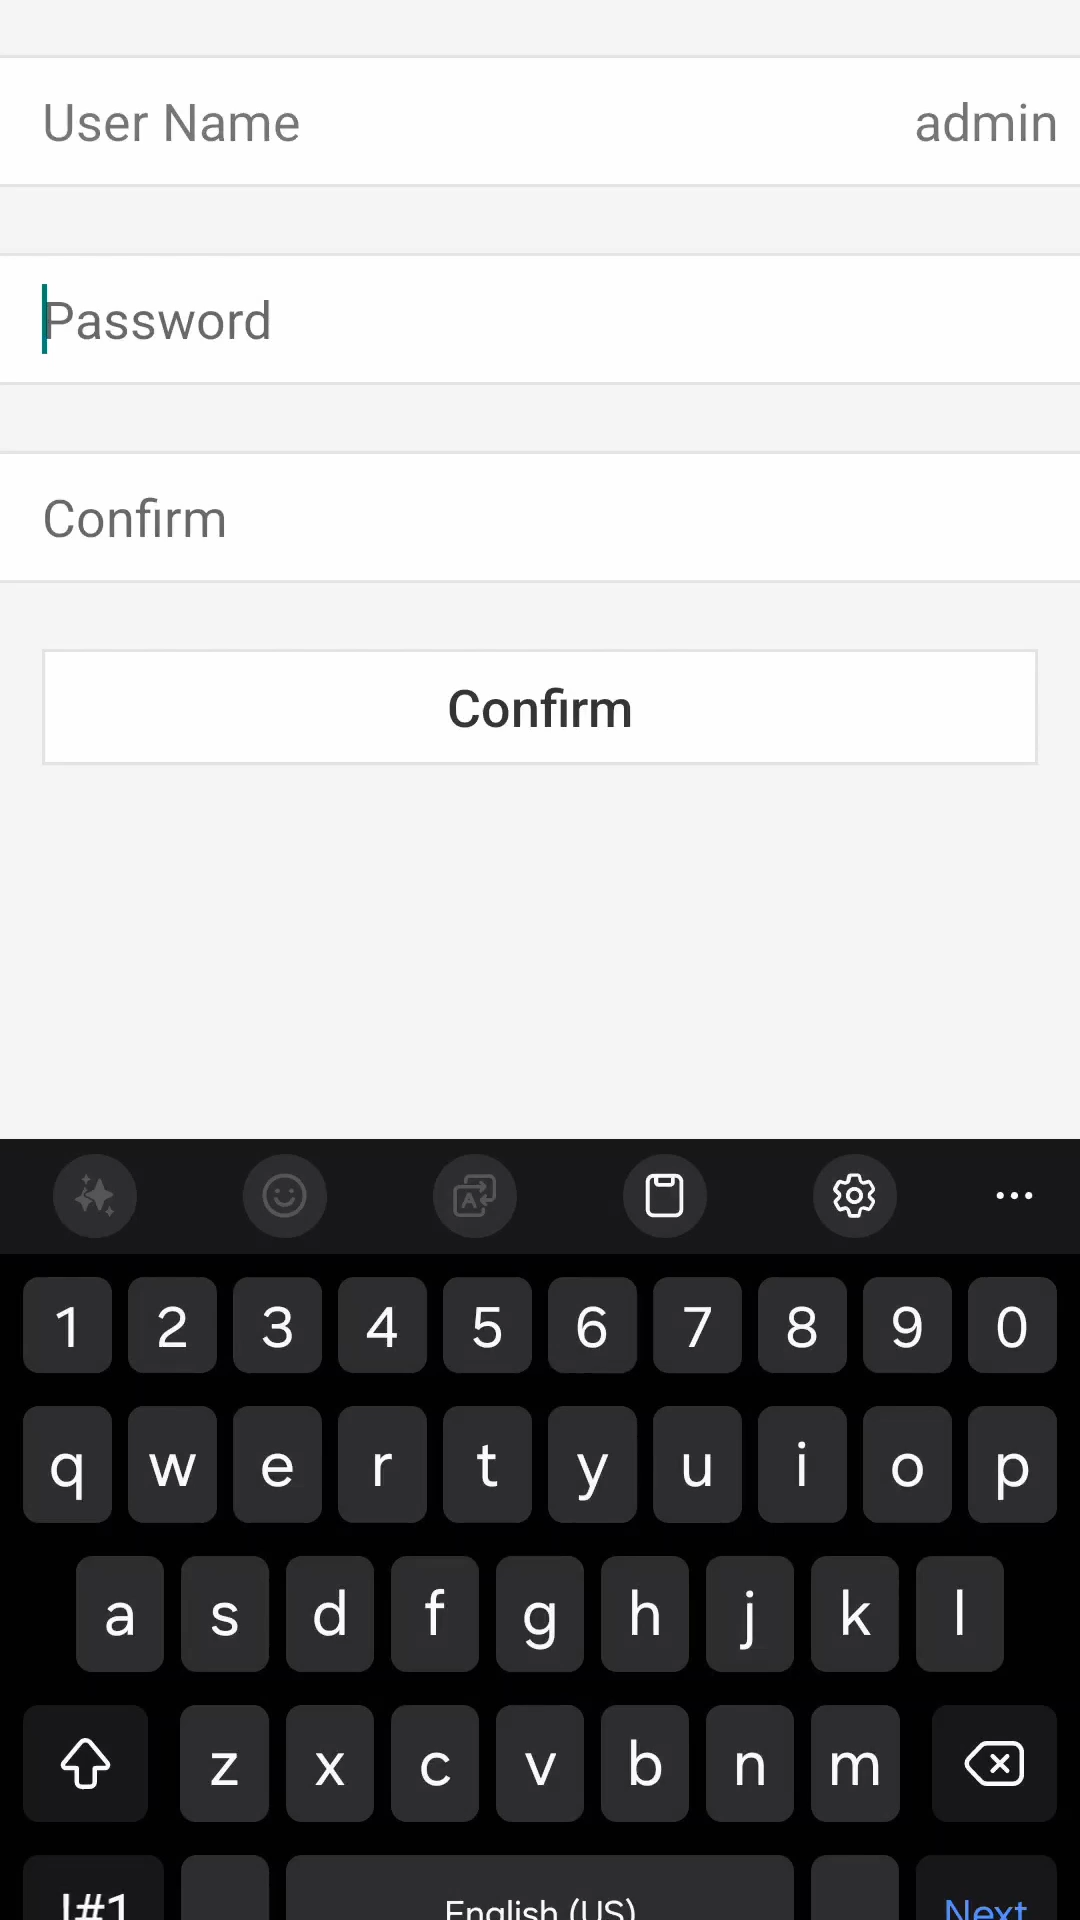 User Name admin
Password
Confirm
Confirm
1 2 3 4 5 6 7 8 9 0
q w e r t y u i o p
a s d f g h j k l
z x c v b n m
!#1 English (US) Next